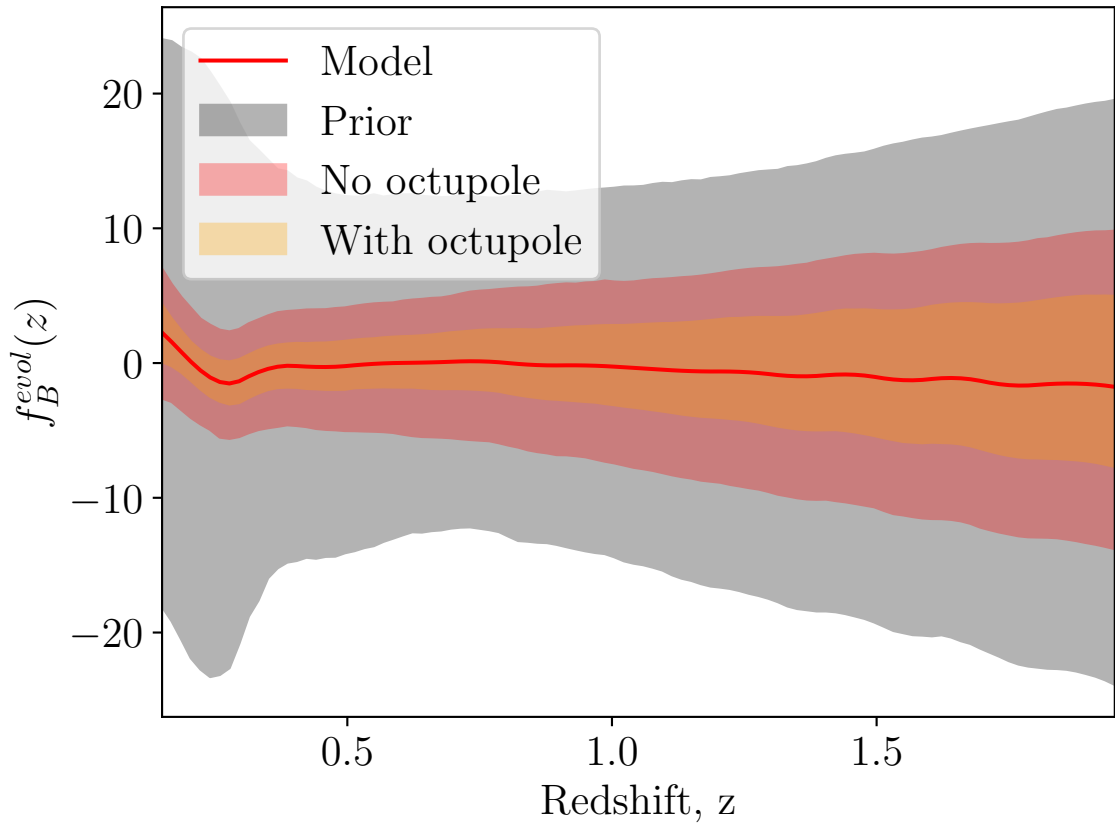 Model
Prior
No octupole
With octupole
20
10
0
−10
−20
f_B^{evol}(z)
0.5
1.0
1.5
Redshift, z